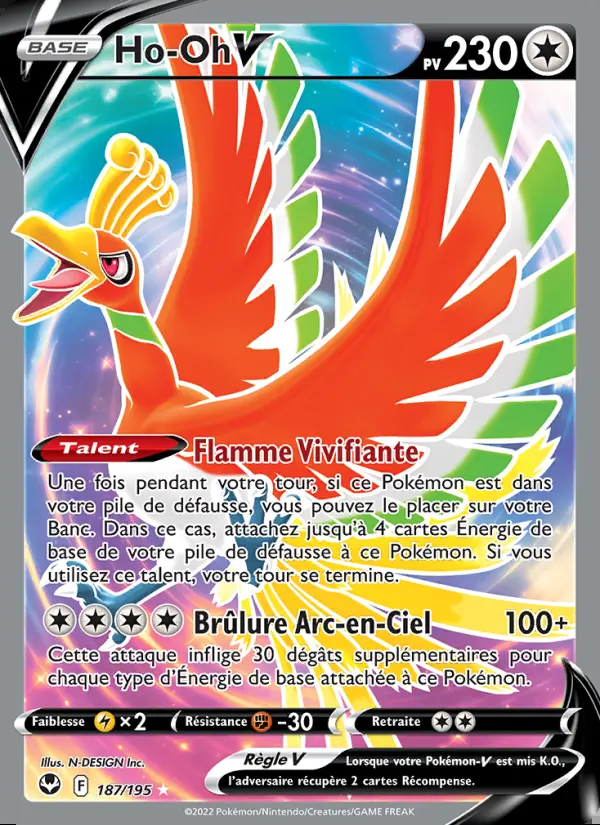 BASE Ho-Oh V PV 230
Talent Flamme Vivifiante
Une fois pendant votre tour, si ce Pokémon est dans
votre pile de défausse, vous pouvez le placer sur votre
Banc. Dans ce cas, attachez jusqu'à 4 cartes Énergie de
base de votre pile de défausse à ce Pokémon. Si vous
utilisez ce talent, votre tour se termine.
Brûlure Arc-en-Ciel 100+
Cette attaque inflige 30 dégâts supplémentaires pour
chaque type d'Énergie de base attachée à ce Pokémon.
Faiblesse ×2 Résistance -30 Retraite
Illus. N-DESIGN Inc.
F 187/195
Règle V Lorsque votre Pokémon-V est mis K.O.,
l'adversaire récupère 2 cartes Récompense.
©2022 Pokémon/Nintendo/Creatures/GAME FREAK